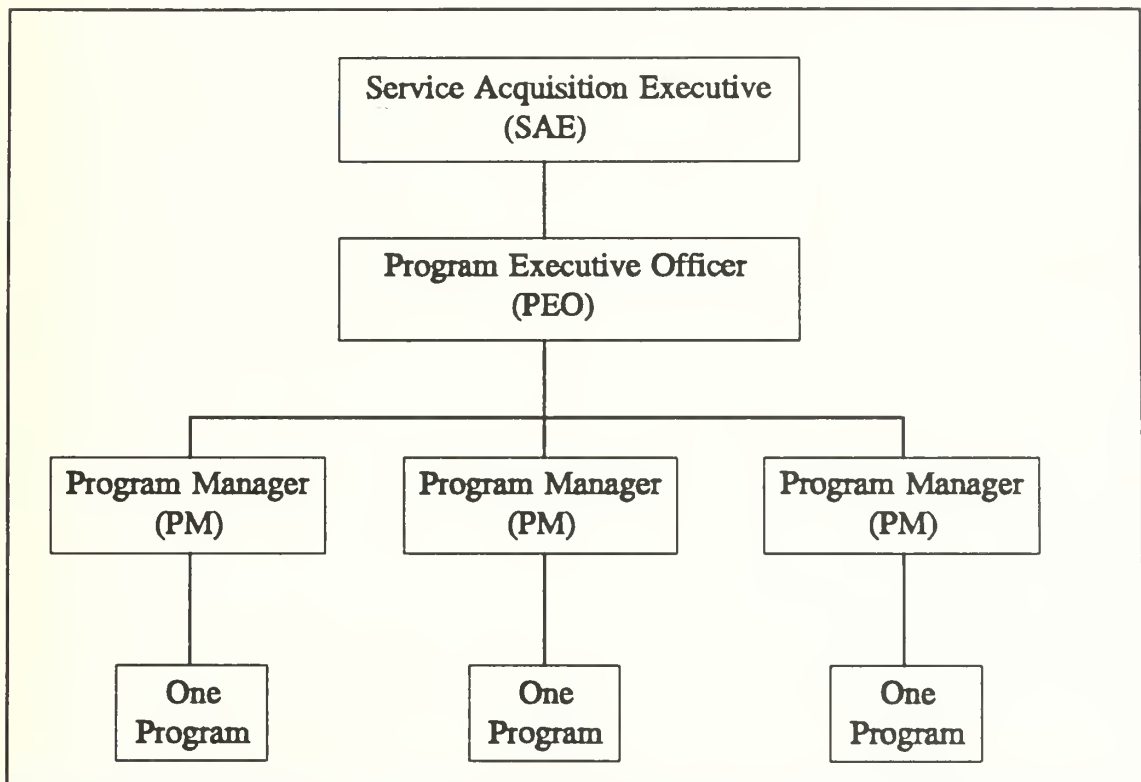 Service Acquisition Executive
(SAE)
Program Executive Officer
(PEO)
Program Manager
(PM)
Program Manager
(PM)
Program Manager
(PM)
One
Program
One
Program
One
Program